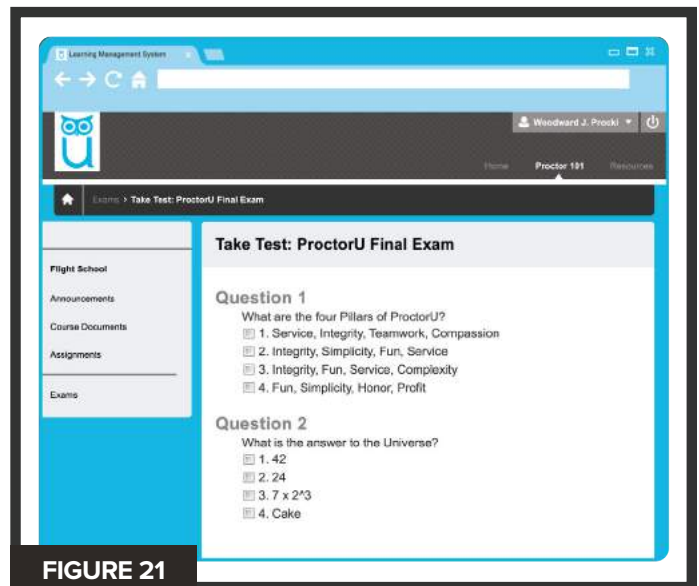 Learning Management System
Woodward J. Procki
Home Proctor 101 Resources
Exams > Take Test: ProctorU Final Exam
Take Test: ProctorU Final Exam
Flight School
Announcements
Course Documents
Assignments
Exams
Question 1
What are the four Pillars of ProctorU?
1. Service, Integrity, Teamwork, Compassion
2. Integrity, Simplicity, Fun, Service
3. Integrity, Fun, Service, Complexity
4. Fun, Simplicity, Honor, Profit
Question 2
What is the answer to the Universe?
1. 42
2. 24
3. 7 x 2^3
4. Cake
FIGURE 21